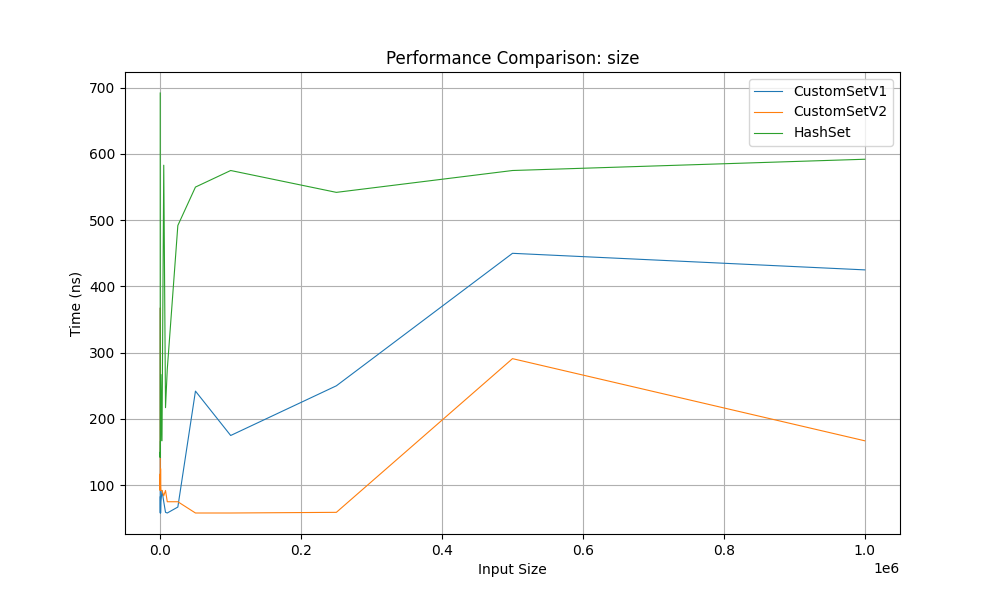 Performance Comparison: size
CustomSetV1
CustomSetV2
HashSet
700
600
500
400
300
200
100
Time (ns)
0.0 0.2 0.4 0.6 0.8 1.0
1e6
Input Size